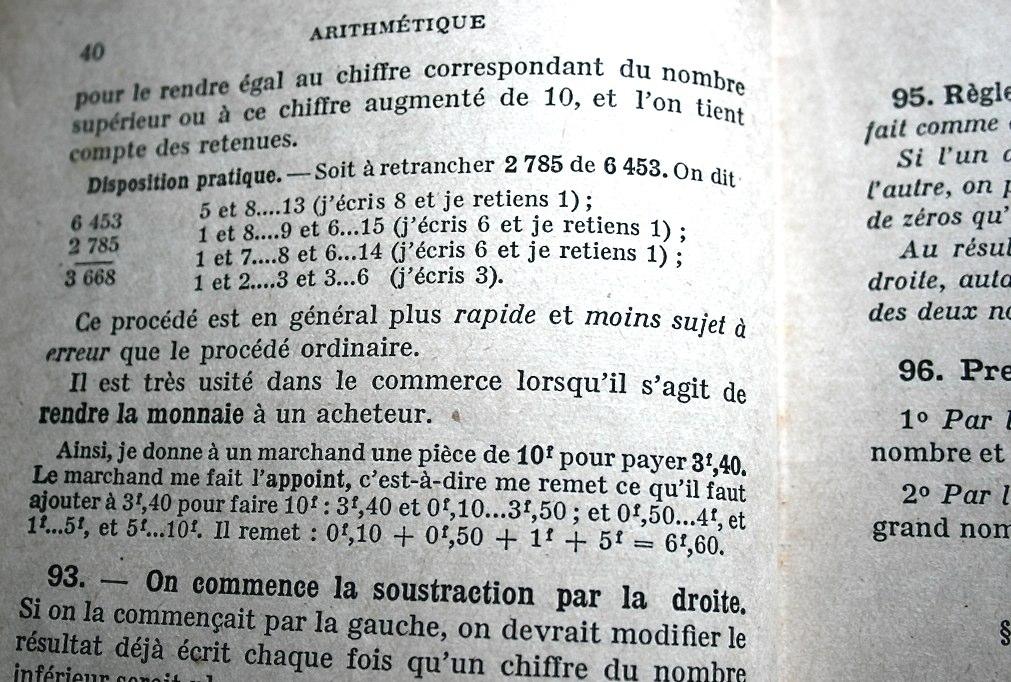 40
ARITHMÉTIQUE
pour le rendre égal au chiffre correspondant du nombre
supérieur ou à ce chiffre augmenté de 10, et l'on tient
compte des retenues.
Disposition pratique. — Soit à retrancher 2 785 de 6 453. On dit
6 453
2 785
3 668
5 et 8....13 (j'écris 8 et je retiens 1) ;
1 et 8....9 et 6...15 (j'écris 6 et je retiens 1) ;
1 et 7....8 et 6...14 (j'écris 6 et je retiens 1) ;
1 et 2....3 et 3...6 (j'écris 3).
Ce procédé est en général plus rapide et moins sujet à
erreur que le procédé ordinaire.
Il est très usité dans le commerce lorsqu'il s'agit de
rendre la monnaie à un acheteur.
Ainsi, je donne à un marchand une pièce de 10ᶠ pour payer 3ᶠ,40.
Le marchand me fait l'appoint, c'est-à-dire me remet ce qu'il faut
ajouter à 3ᶠ,40 pour faire 10ᶠ : 3ᶠ,40 et 0ᶠ,10...3ᶠ,50 ; et 0ᶠ,50...4ᶠ, et
1ᶠ...5ᶠ, et 5ᶠ...10ᶠ. Il remet : 0ᶠ,10 + 0ᶠ,50 + 1ᶠ + 5ᶠ = 6ᶠ,60.
93. — On commence la soustraction par la droite.
Si on la commençait par la gauche, on devrait modifier le
résultat déjà écrit chaque fois qu'un chiffre du nombre
inférieur
95. Règle
fait comme
Si l'un
l'autre, on
de zéros qu'
Au résul
droite, auta
des deux no
96. Pre
1º Par l
nombre et
2º Par l
grand nom
§